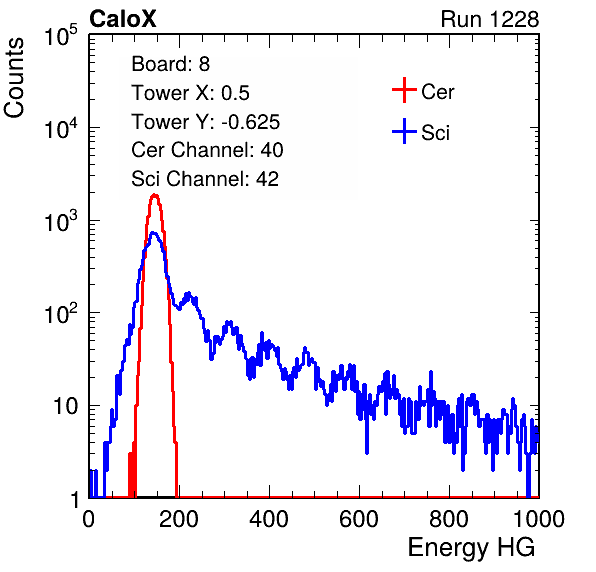 CaloX Run 1228
Counts
10^5
10^4
10^3
10^2
10
1
Board: 8
Tower X: 0.5
Tower Y: -0.625
Cer Channel: 40
Sci Channel: 42
Cer
Sci
0 200 400 600 800 1000
Energy HG